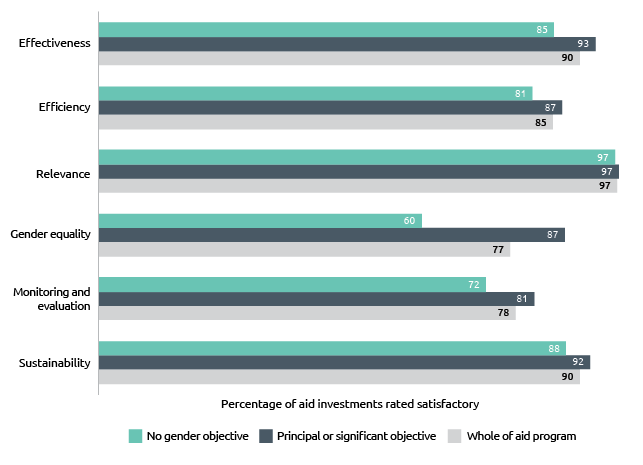 85
Effectiveness
93
90
81
Efficiency
87
85
97
Relevance
97
97
60
Gender equality
87
77
72
Monitoring and
evaluation
81
78
88
Sustainability
92
90
Percentage of aid investments rated satisfactory
No gender objective Principal or significant objective Whole of aid program